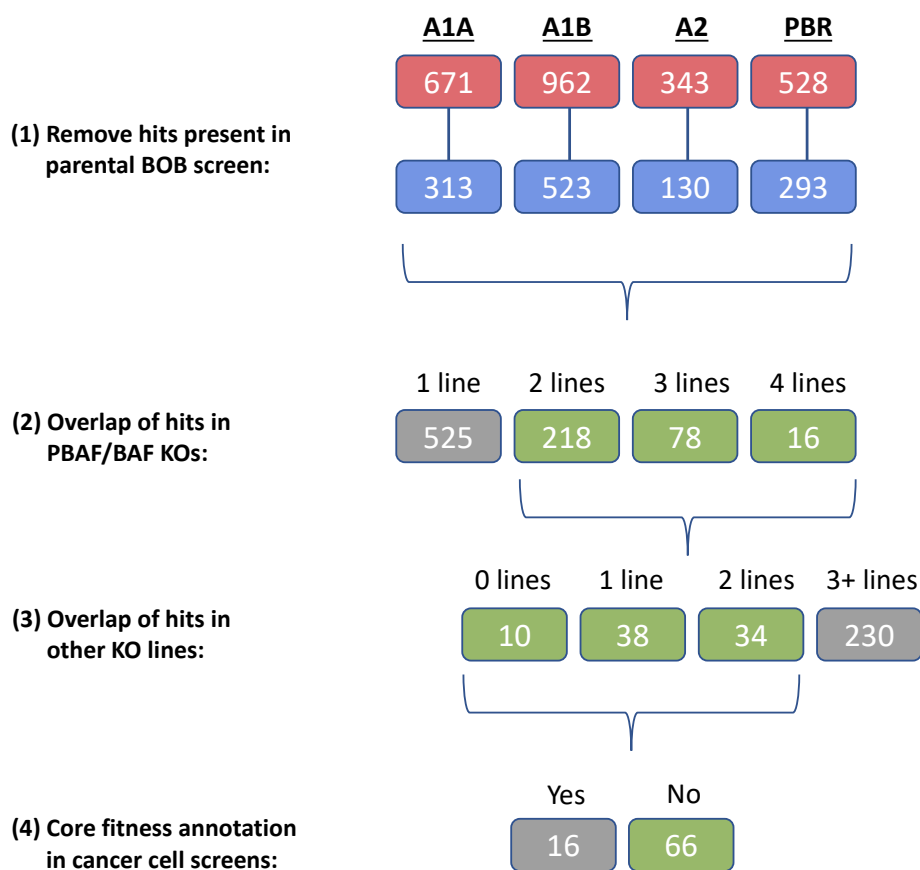 A1A A1B A2 PBR
671 962 343 528
(1) Remove hits present in
parental BOB screen:
313 523 130 293
1 line 2 lines 3 lines 4 lines
(2) Overlap of hits in
PBAF/BAF KOs:
525 218 78 16
0 lines 1 line 2 lines 3+ lines
(3) Overlap of hits in
other KO lines:
10 38 34 230
Yes No
(4) Core fitness annotation
in cancer cell screens:
16 66